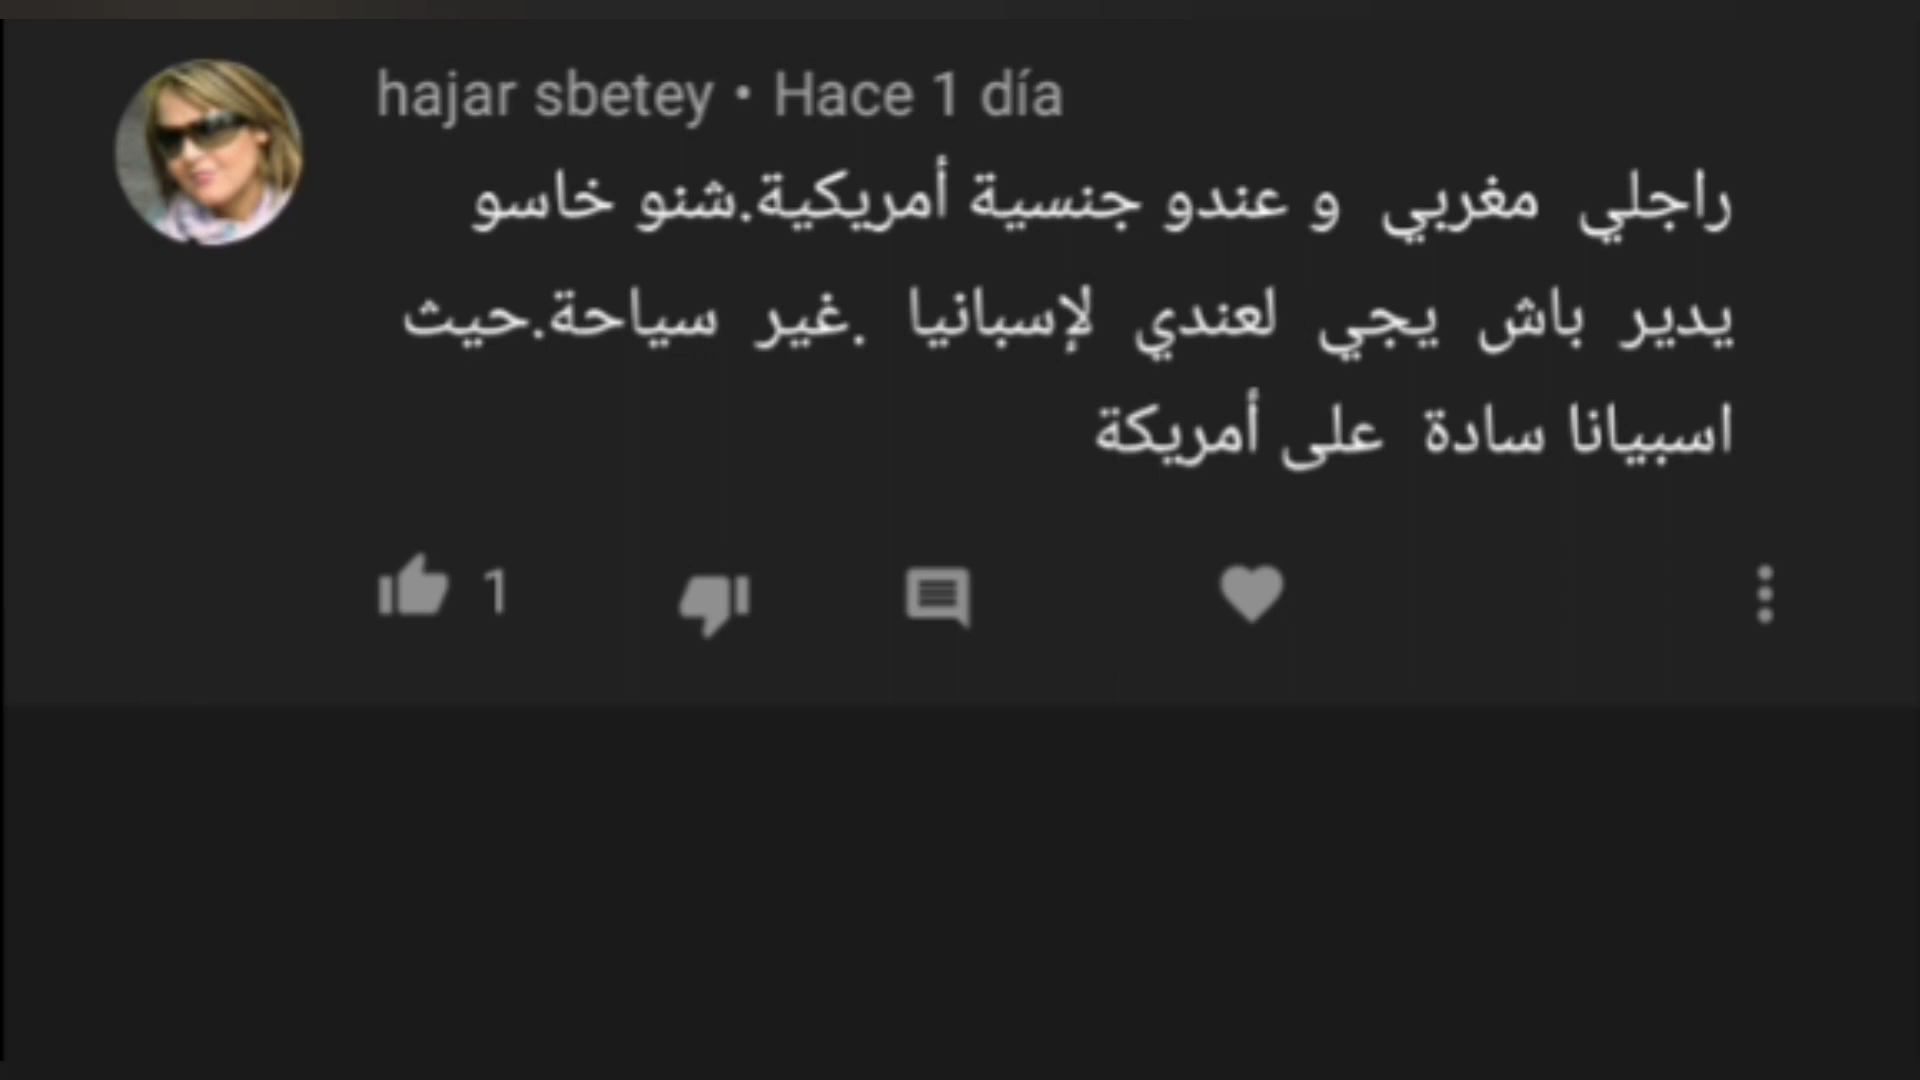 hajar sbetey • Hace 1 día
راجلي مغربي و عندو جنسية أمريكية.شنو خاسو
يدير باش يجي لعندي لإسبانيا .غير سياحة.حيث
اسبيانا سادة على أمريكة
1